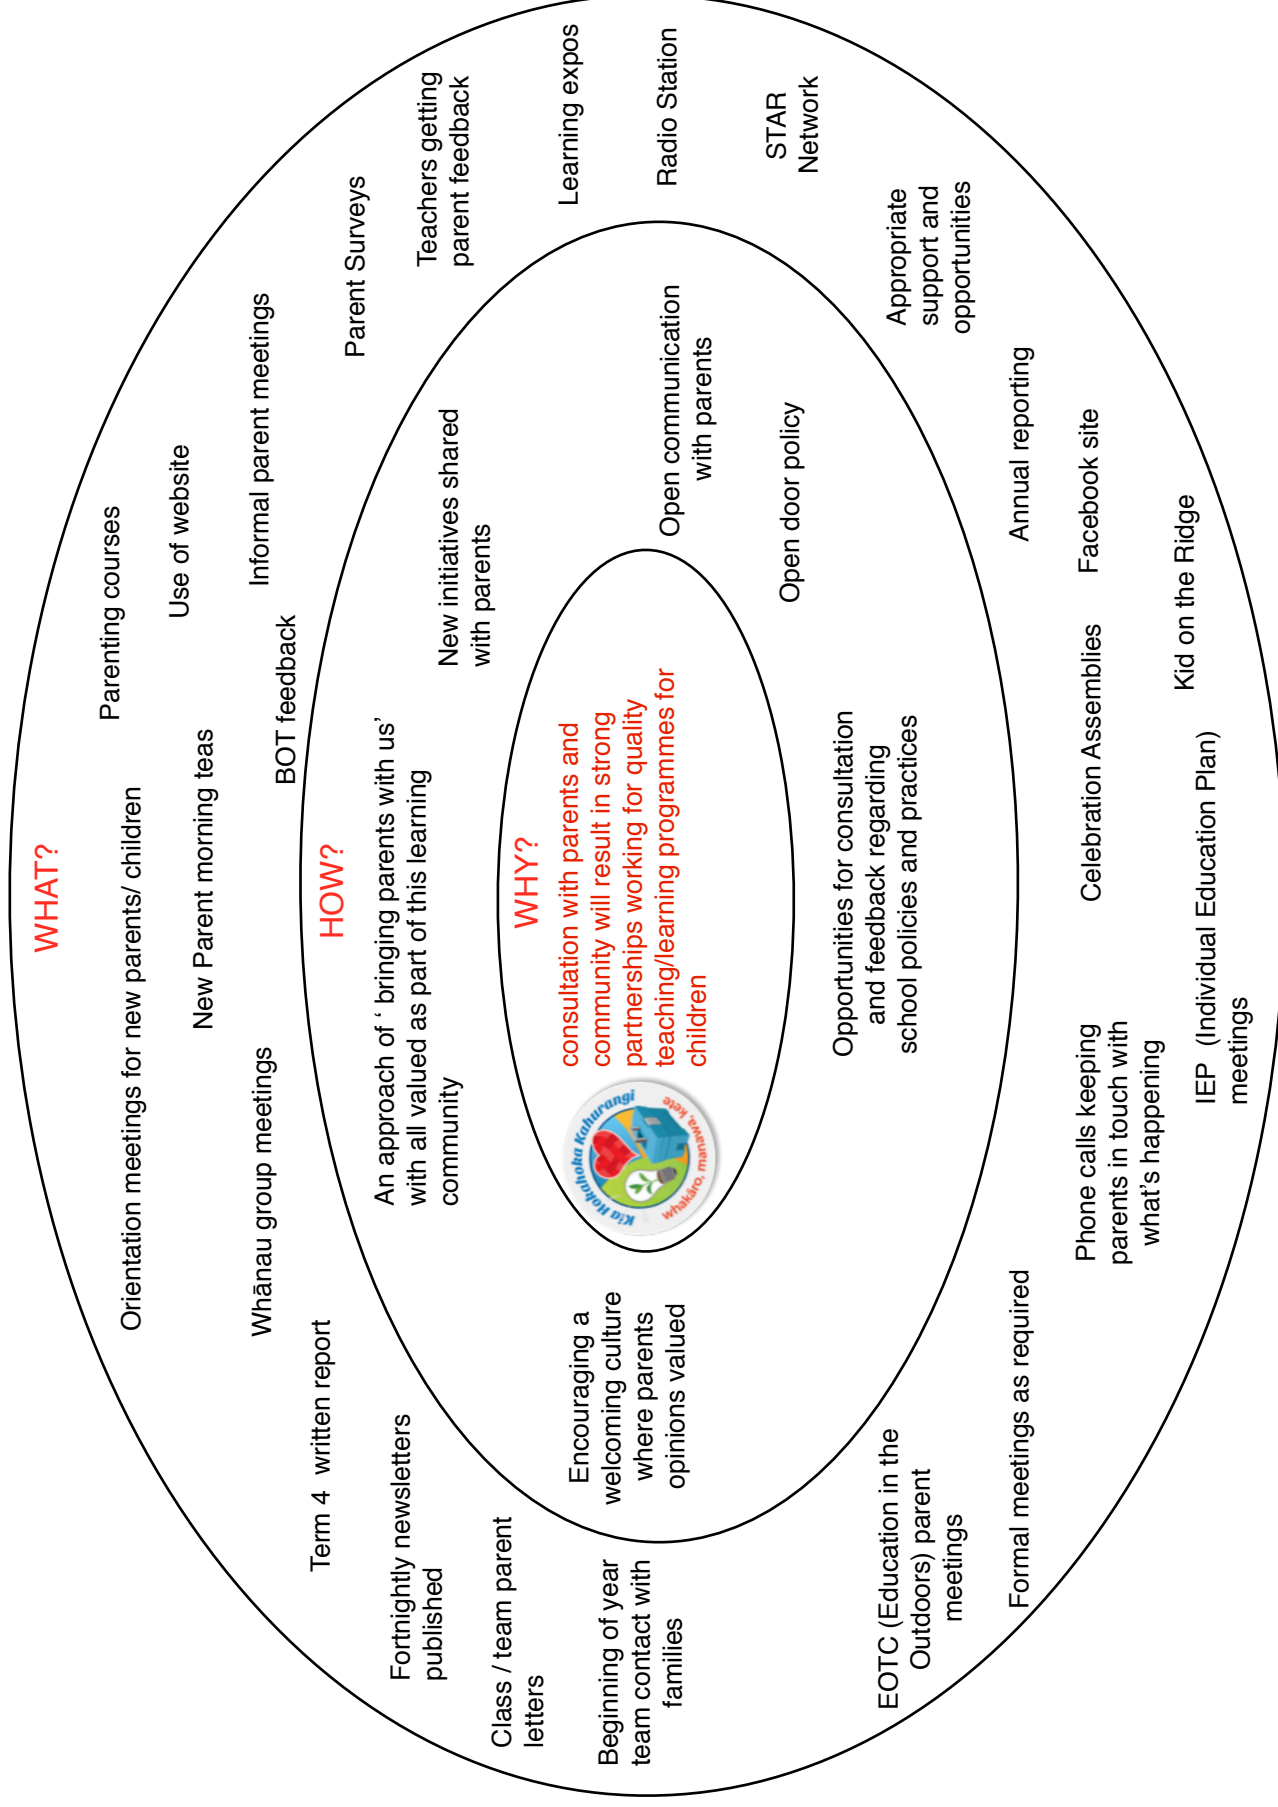 WHAT?
Orientation meetings for new parents/ children
Parenting courses
New Parent morning teas
Use of website
Whānau group meetings
BOT feedback
Informal parent meetings
Term 4  written report
Parent Surveys
Fortnightly newsletters
published
Teachers getting
parent feedback
Class / team parent
letters
Learning expos
Beginning of year
team contact with
families
Radio Station
STAR
Network
EOTC (Education in the
Outdoors) parent
meetings
Appropriate
support and
opportunities
Formal meetings as required
Annual reporting
Phone calls keeping
parents in touch with
what's happening
Celebration Assemblies
Facebook site
IEP  (Individual Education Plan)
meetings
Kid on the Ridge
HOW?
An approach of ‘ bringing parents with us’
with all valued as part of this learning
community
New initiatives shared
with parents
Encouraging a
welcoming culture
where parents
opinions valued
Open communication
with parents
Open door policy
Opportunities for consultation
and feedback regarding
school policies and practices
WHY?
consultation with parents and
community will result in strong
partnerships working for quality
teaching/learning programmes for
children
Kia Hokahoka Kahurangi
whakāro, manawa, kete